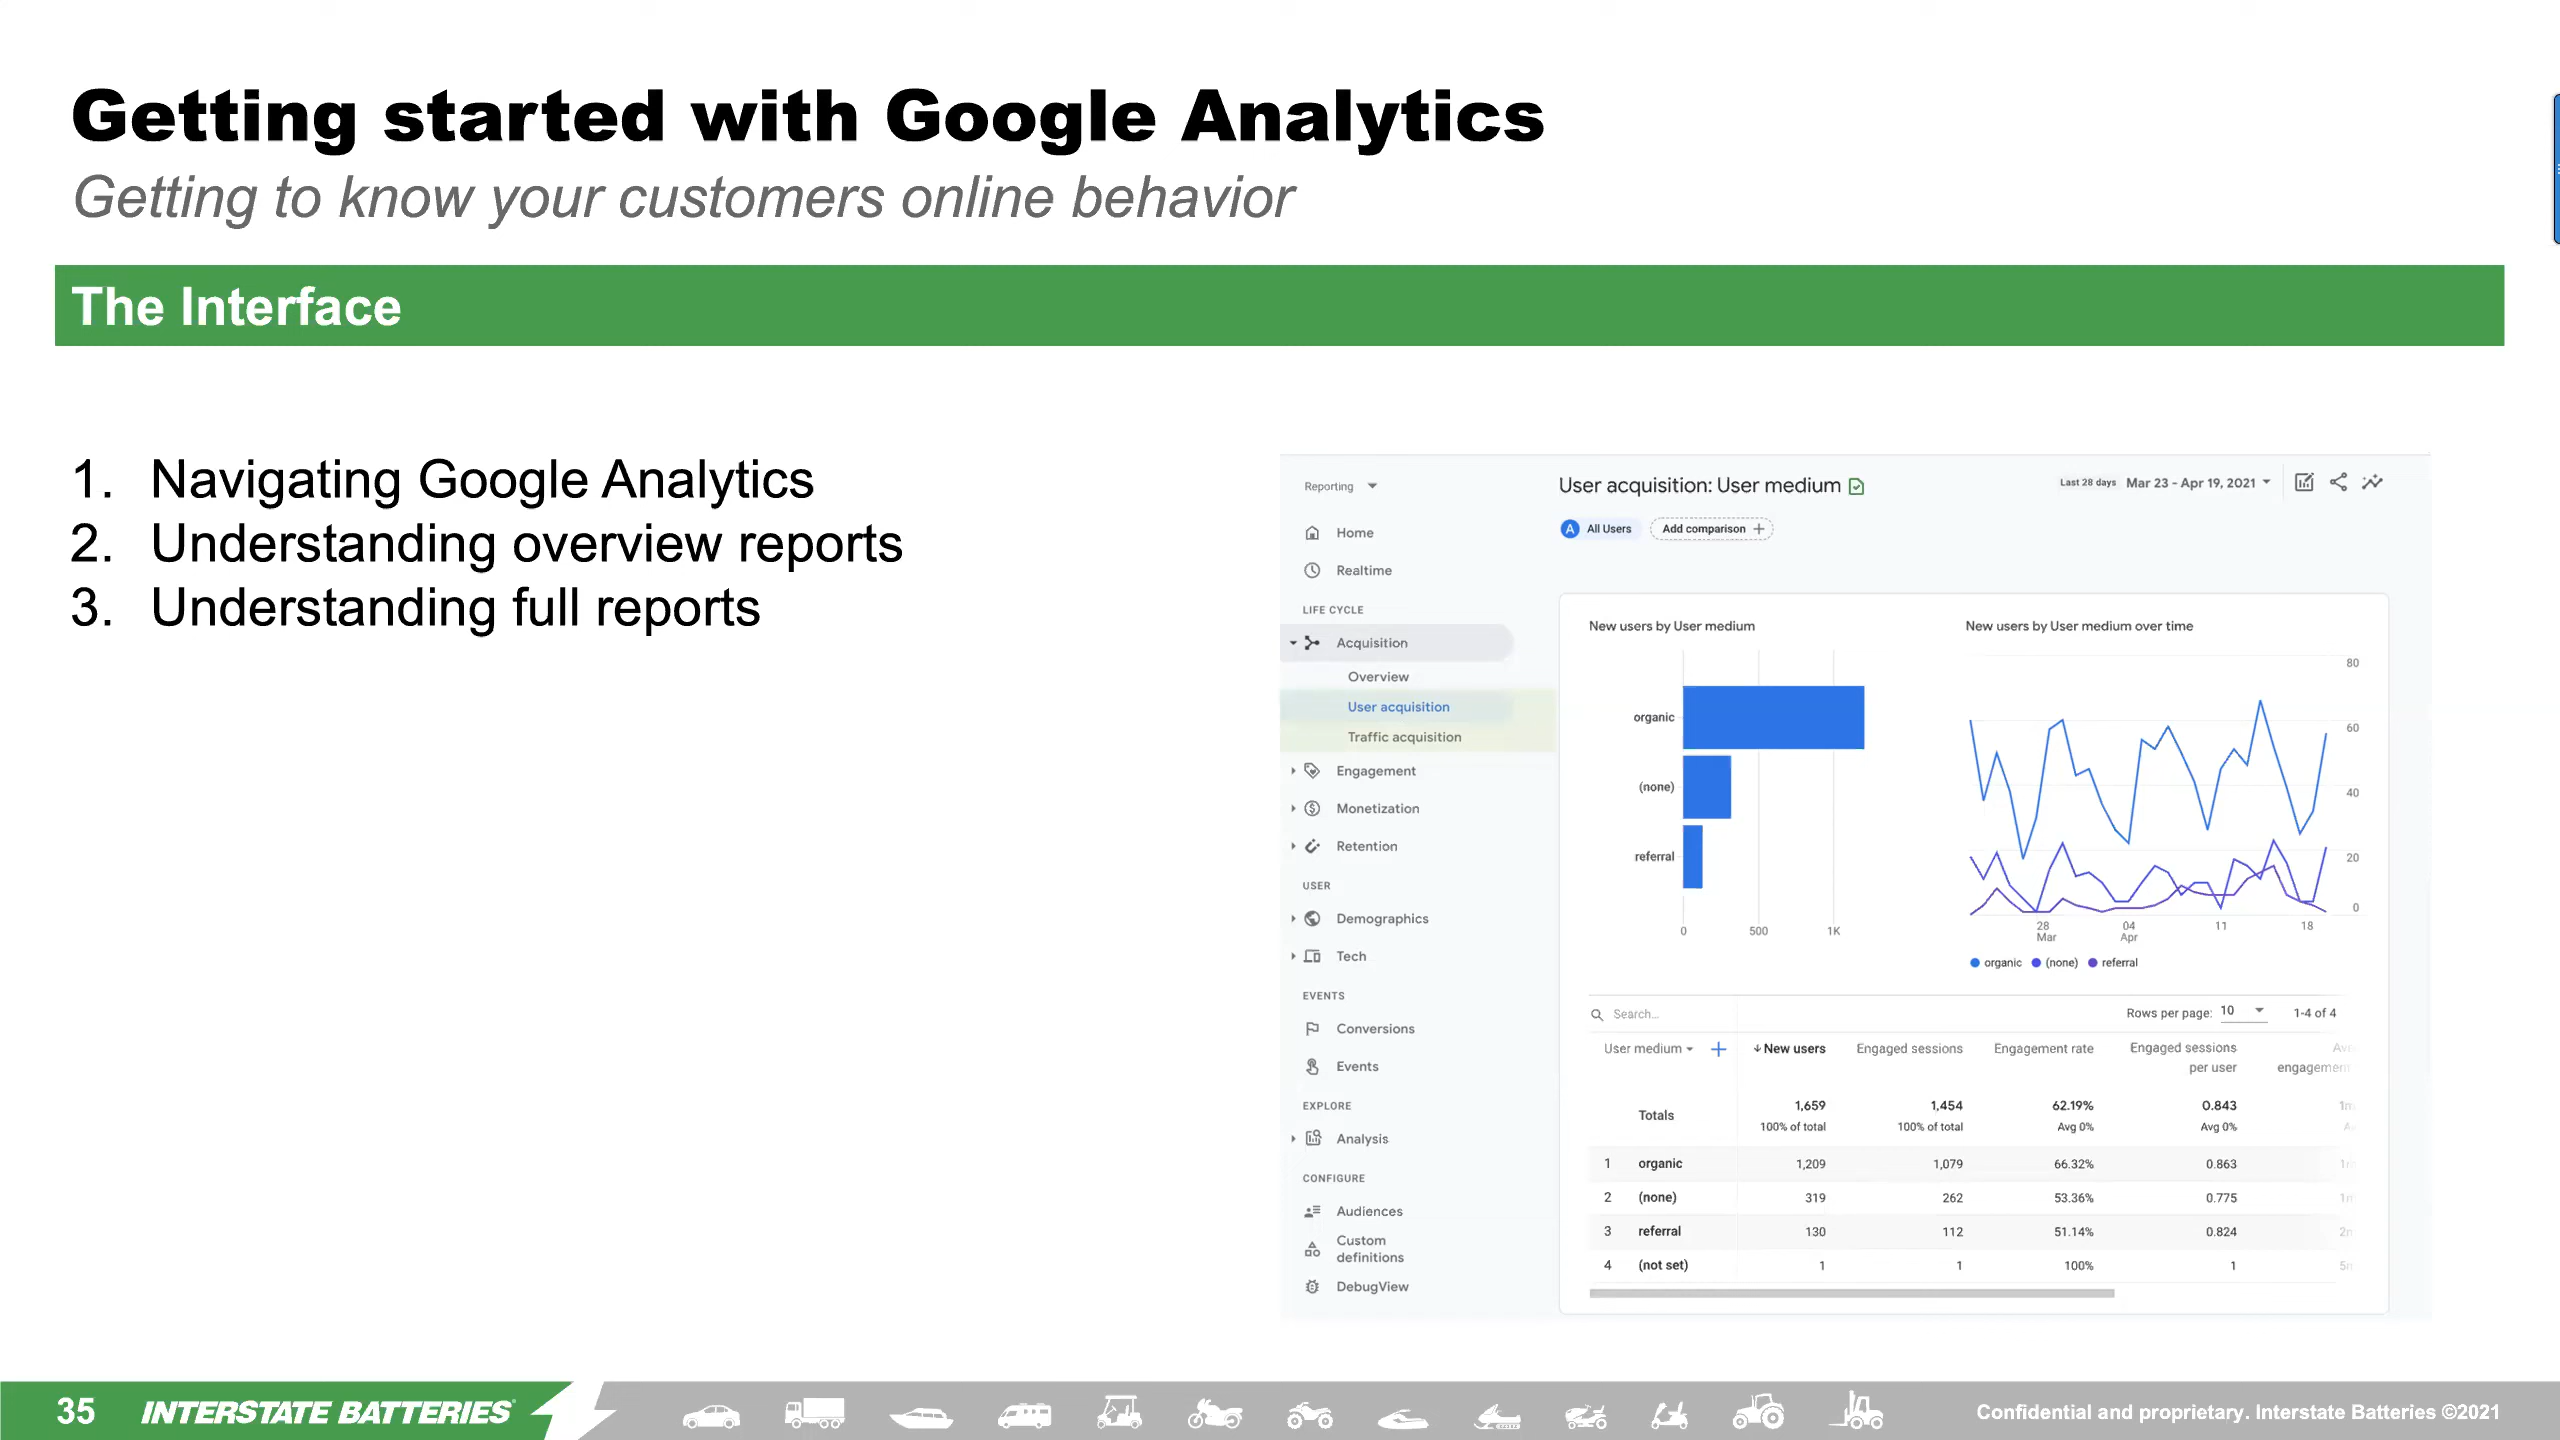 Getting started with Google Analytics
Getting to know your customers online behavior
The Interface
1. Navigating Google Analytics
2. Understanding overview reports
3. Understanding full reports
Reporting
Home
Realtime
LIFE CYCLE
Acquisition
Overview
User acquisition
Traffic acquisition
Engagement
Monetization
Retention
USER
Demographics
Tech
EVENTS
Conversions
Events
EXPLORE
Analysis
CONFIGURE
Audiences
Custom
definitions
DebugView
User acquisition: User medium
Last 28 days Mar 23 - Apr 19, 2021
A All Users Add comparison +
New users by User medium
organic
(none)
referral
0 500 1K
New users by User medium over time
80
60
40
20
0
28 04 11 18
Mar Apr
organic (none) referral
Search...
Rows per page: 10 1-4 of 4
User medium + New users Engaged sessions Engagement rate Engaged sessions
per user engagement
Totals 1,659 1,454 62.19% 0.843
100% of total 100% of total Avg 0% Avg 0%
1 organic 1,209 1,079 66.32% 0.863
2 (none) 319 262 53.36% 0.775
3 referral 130 112 51.14% 0.824
4 (not set) 1 1 100% 1
35 INTERSTATE BATTERIES
Confidential and proprietary. Interstate Batteries ©2021